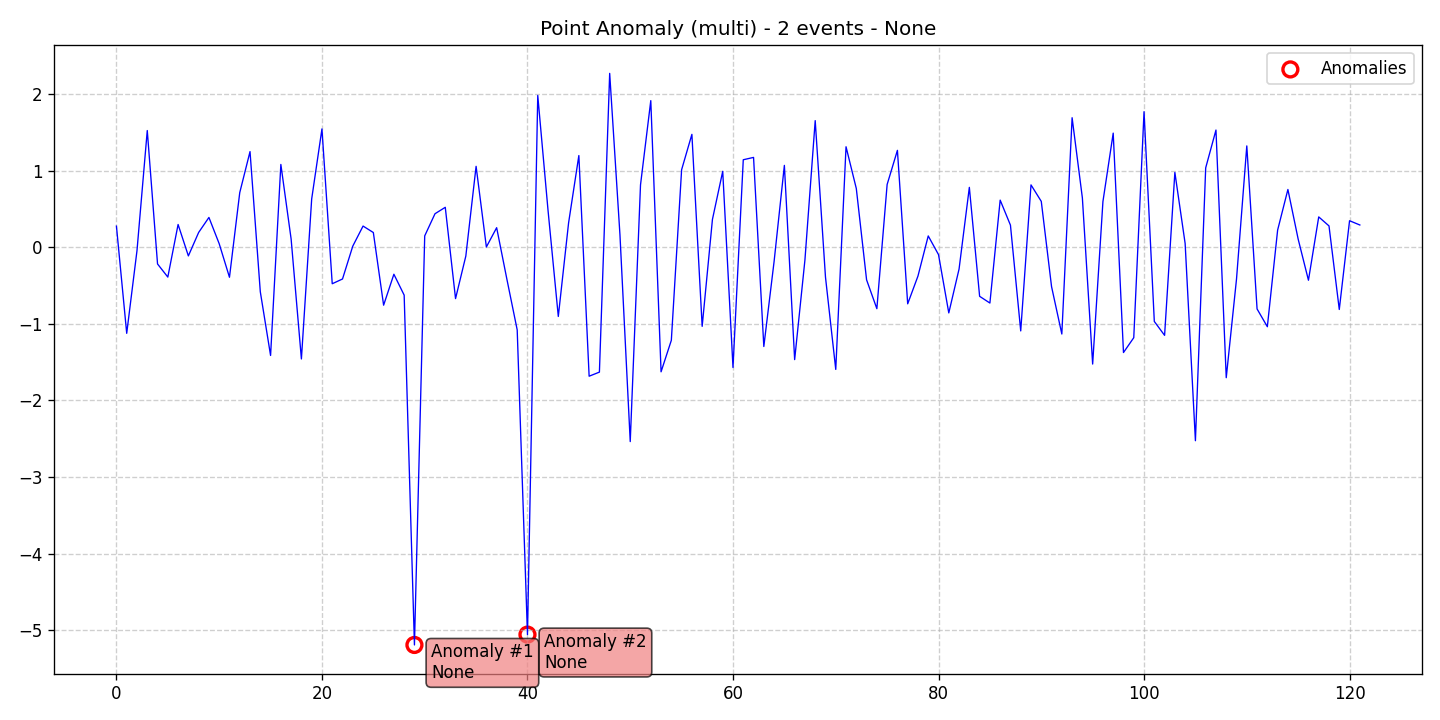 Point Anomaly (multi) - 2 events - None
Anomalies
2
1
0
−1
−2
−3
−4
−5
Anomaly #1
None
Anomaly #2
None
0
20
40
60
80
100
120